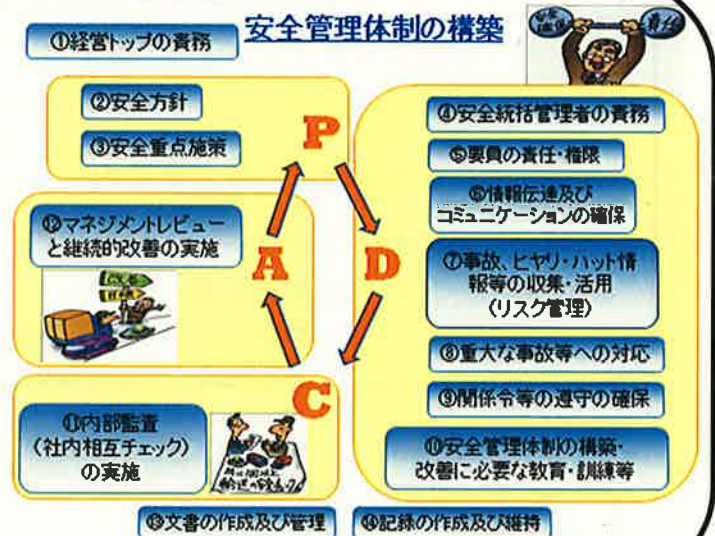 安全管理体制の構築
①経営トップの責務
②安全方針
③安全重点施策
P
④安全統括管理者の責務
⑤要員の責任・権限
⑥情報伝達及び
コミュニケーションの確保
⑦事故、ヒヤリ・ハット情
報等の収集・活用
(リスク管理)
⑧重大な事故等への対応
⑨関係令等の遵守の確保
⑩安全管理体制の構築・
改善に必要な教育・訓練等
D
C
⑪内部監査
(社内相互チェック)
の実施
A
⑫マネジメントレビュー
と継続的改善の実施
⑬文書の作成及び管理
⑭記録の作成及び維持